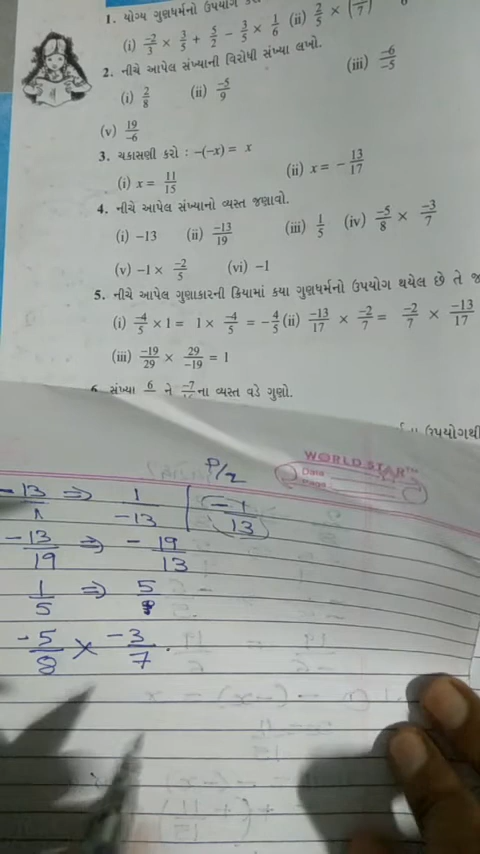 1. યોગ્ય ગુણધર્મનો ઉપયોગ
(i) -2/3 × 3/5 + 5/2 - 3/5 × 1/6 (ii) 2/5 ×
2. નીચે આપેલ સંખ્યાની વિરોધી સંખ્યા લખો.
(i) 2/8 (ii) -5/9 (iii) -6/-5
(v) 19/-6
3. ચકાસણી કરો : -(-x) = x
(i) x = 11/15 (ii) x = -13/17
4. નીચે આપેલ સંખ્યાનો વ્યસ્ત જણાવો.
(i) -13 (ii) -13/19 (iii) 1/5 (iv) -5/8 × -3/7
(v) -1 × -2/5 (vi) -1
5. નીચે આપેલ ગુણાકારની ક્રિયામાં કયા ગુણધર્મનો ઉપયોગ થયેલ છે તે
(i) -4/5 × 1 = 1 × -4/5 = -4/5 (ii) -13/17 × -2/7 = -2/7 × -13/17
(iii) -19/29 × 29/-19 = 1
સંખ્યા 6 ને -7 ના વ્યસ્ત વડે ગુણો.
WORLD STAR
Date
Page
-13/1 ⇒ 1/-13 | -1/13
-13/19 ⇒ -19/13
1/5 ⇒ 5
-5/8 × -3/7 .